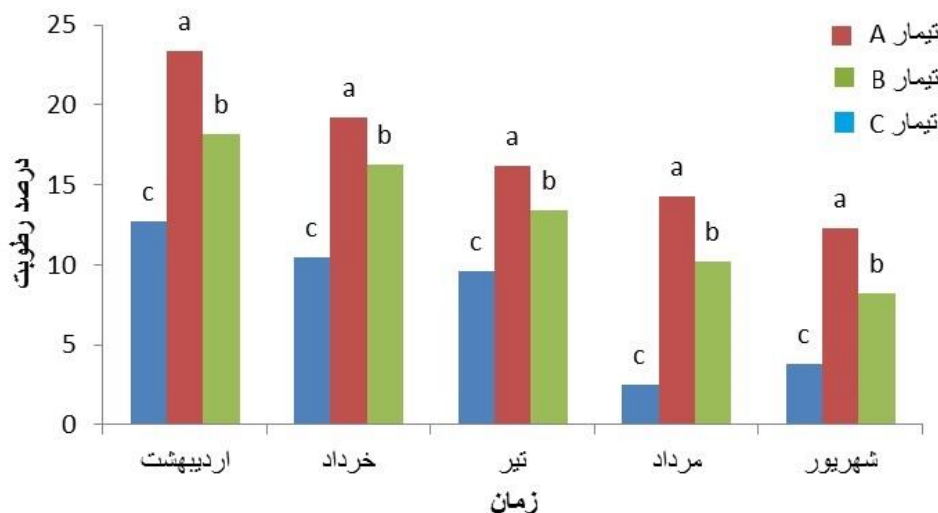 تیمار A
تیمار B
تیمار C
درصد رطوبت
25
20
15
10
5
0
c a b
c a b
c a b
c a b
c a b
اردیبهشت خرداد تیر مرداد شهریور
زمان